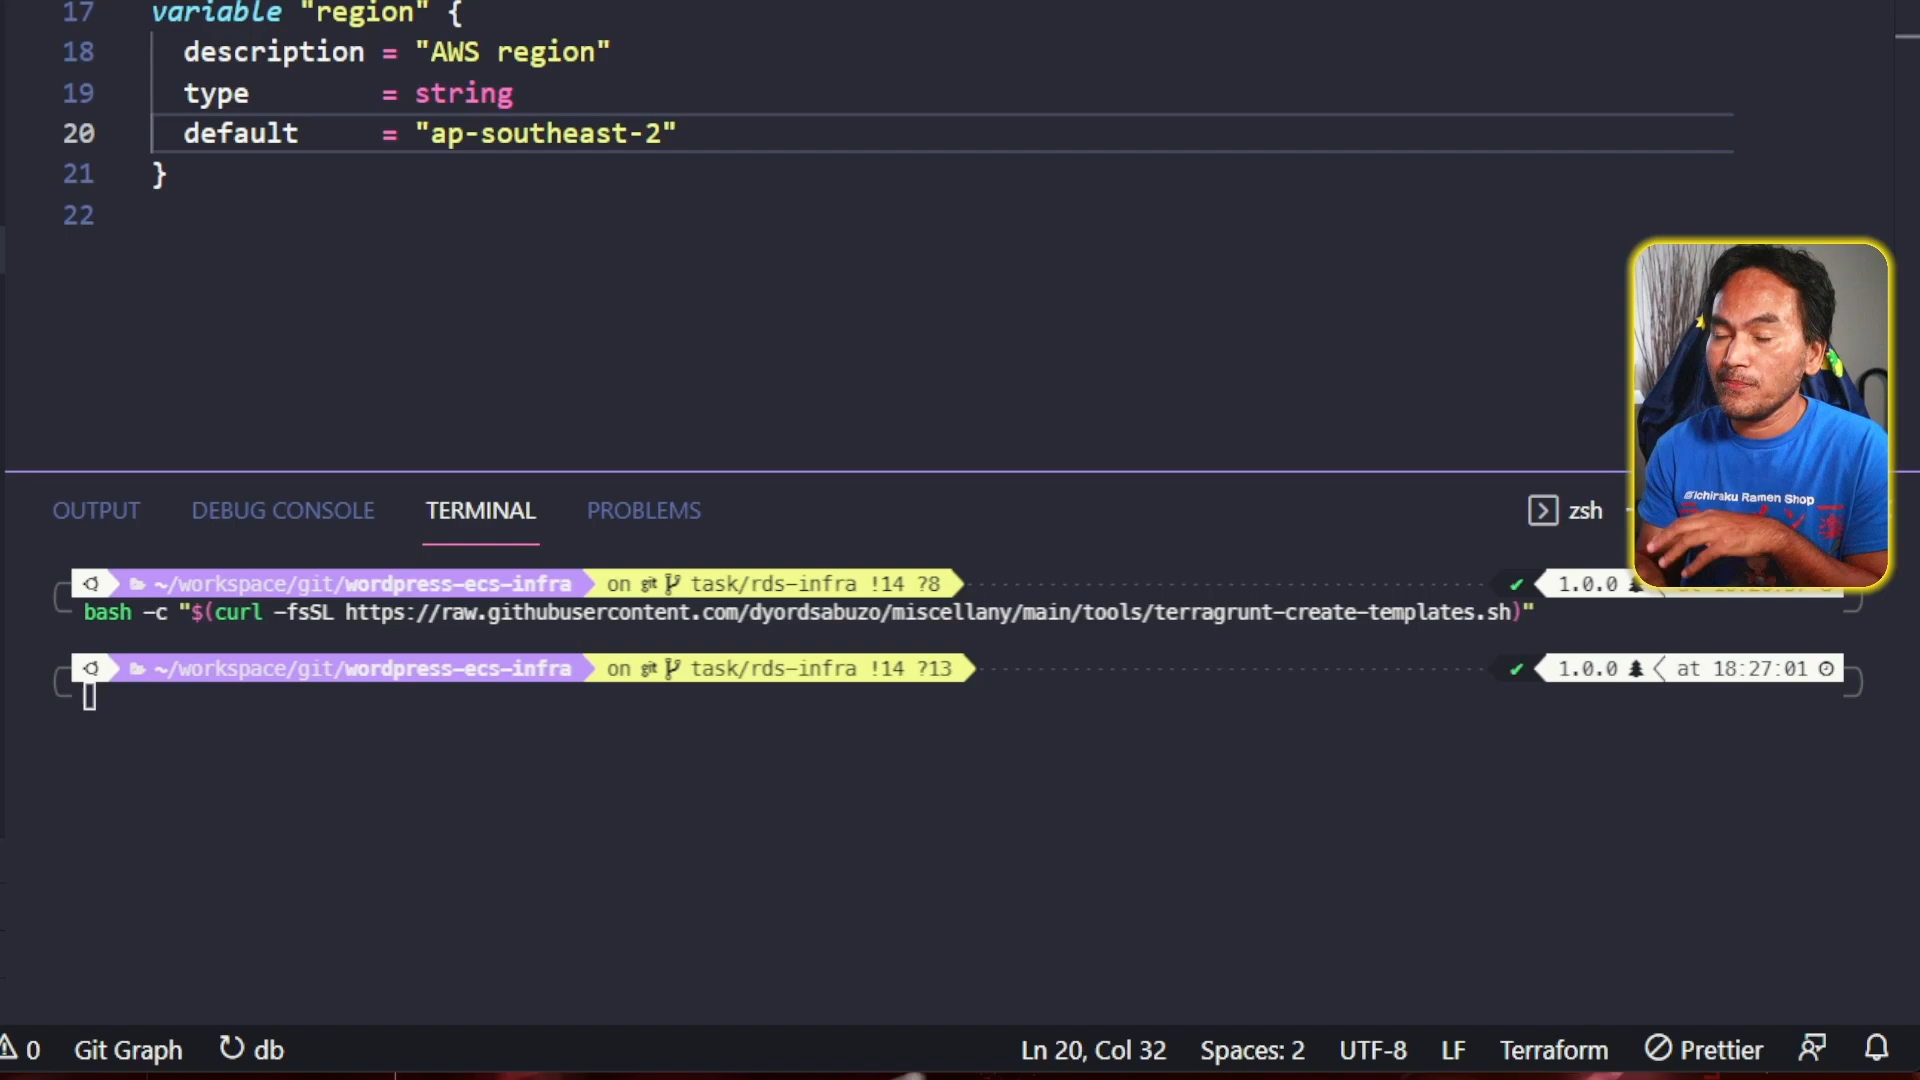 17 variable "region" {
18 description = "AWS region"
19 type = string
20 default = "ap-southeast-2"
21 }
22
ichiraku Ramen Shop
OUTPUT DEBUG CONSOLE TERMINAL PROBLEMS zsh
~/workspace/git/wordpress-ecs-infra on git task/rds-infra !14 ?8 ✔ 1.0.0
bash -c "$(curl -fsSL https://raw.githubusercontent.com/dyordsabuzo/miscellany/main/tools/terragrunt-create-templates.sh)"
~/workspace/git/wordpress-ecs-infra on git task/rds-infra !14 ?13 ✔ 1.0.0 at 18:27:01
0 Git Graph db Ln 20, Col 32 Spaces: 2 UTF-8 LF Terraform Prettier